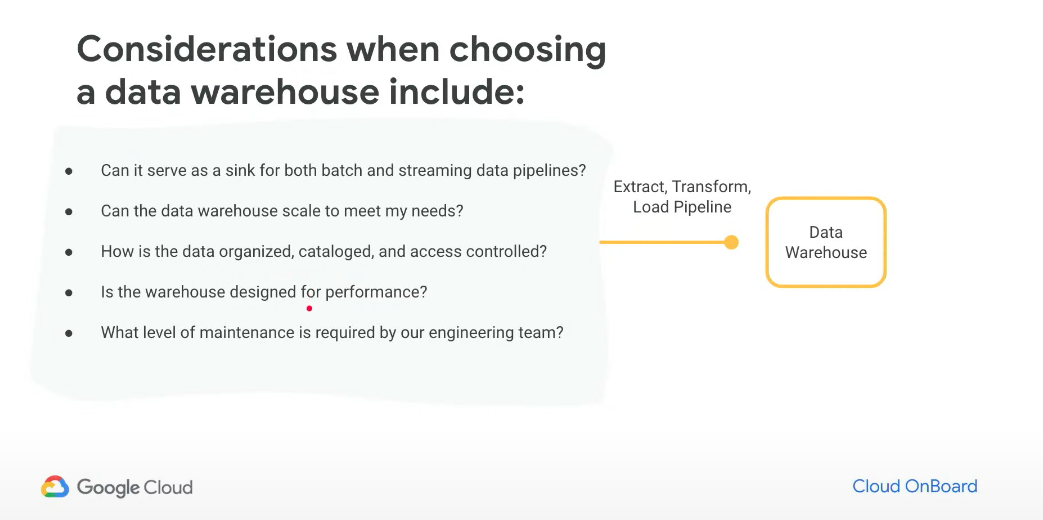 Considerations when choosing
a data warehouse include:
● Can it serve as a sink for both batch and streaming data pipelines?
● Can the data warehouse scale to meet my needs?
● How is the data organized, cataloged, and access controlled?
● Is the warehouse designed for performance?
● What level of maintenance is required by our engineering team?
Extract, Transform,
Load Pipeline
Data
Warehouse
Google Cloud
Cloud OnBoard